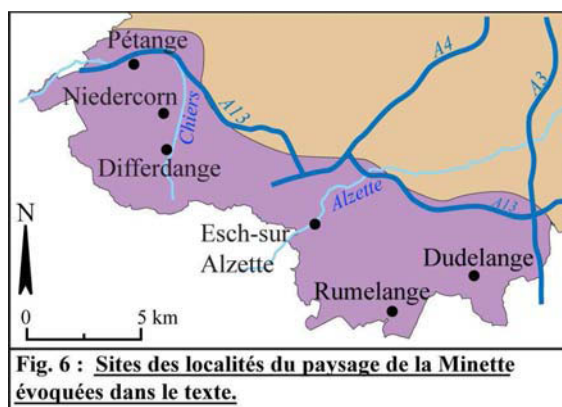 Pétange
A4
A3
Niedercorn
Chiers
A13
Differdange
N
Alzette
A13
Esch-sur
Alzette
Dudelange
Rumelange
0 5 km
Fig. 6 : Sites des localités du paysage de la Minette
évoquées dans le texte.